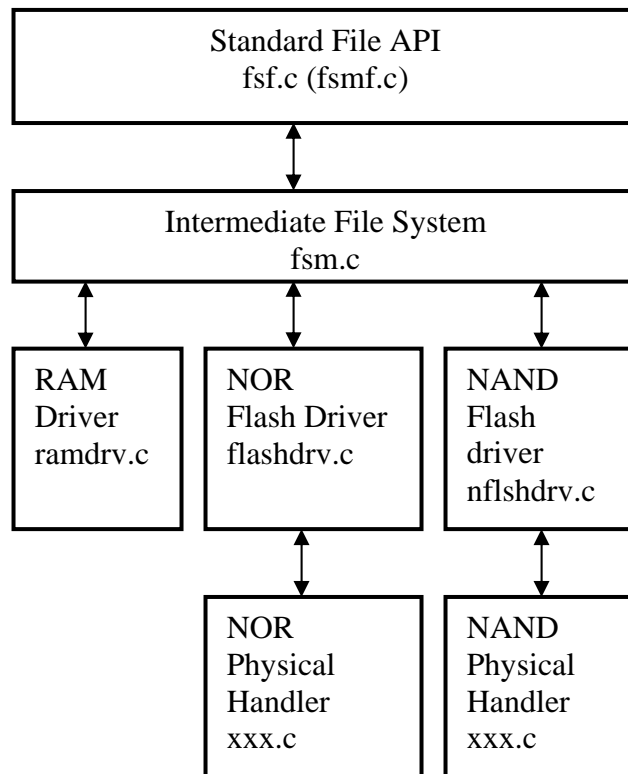 Standard File API
fsf.c (fsmf.c)
Intermediate File System
fsm.c
RAM
Driver
ramdrv.c
NOR
Flash Driver
flashdrv.c
NAND
Flash
driver
nflshdrv.c
NOR
Physical
Handler
xxx.c
NAND
Physical
Handler
xxx.c